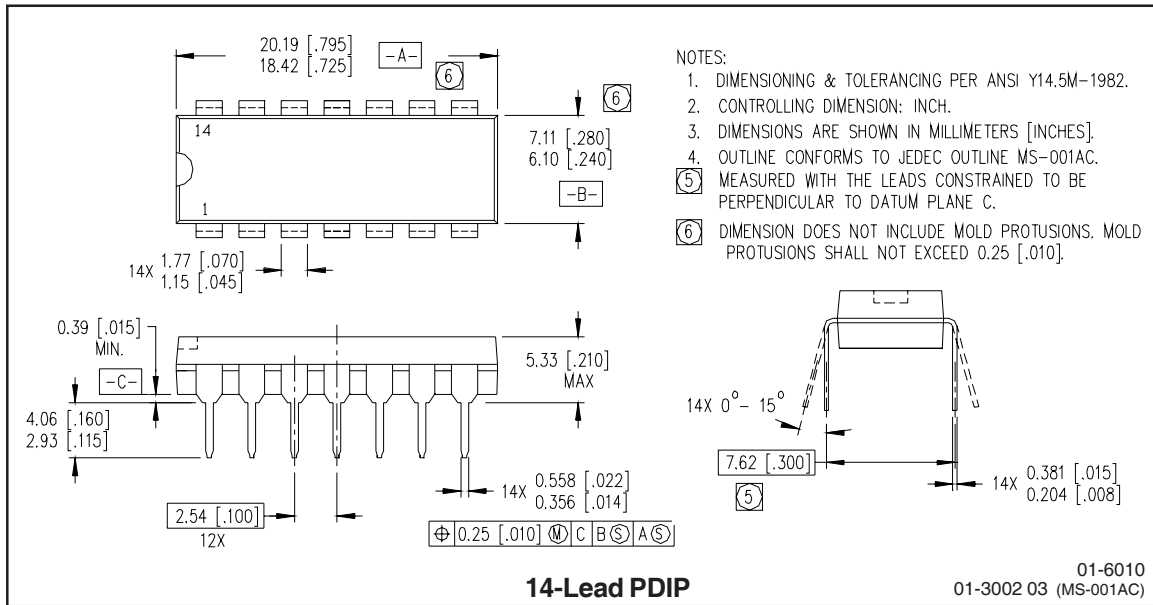 20.19 [.795]
18.42 [.725]
-A-
6
6
14
1
7.11 [.280]
6.10 [.240]
-B-
14X 1.77 [.070]
1.15 [.045]
NOTES:
1. DIMENSIONING & TOLERANCING PER ANSI Y14.5M-1982.
2. CONTROLLING DIMENSION: INCH.
3. DIMENSIONS ARE SHOWN IN MILLIMETERS [INCHES].
4. OUTLINE CONFORMS TO JEDEC OUTLINE MS-001AC.
5 MEASURED WITH THE LEADS CONSTRAINED TO BE
PERPENDICULAR TO DATUM PLANE C.
6 DIMENSION DOES NOT INCLUDE MOLD PROTUSIONS. MOLD
PROTUSIONS SHALL NOT EXCEED 0.25 [.010].
0.39 [.015]
MIN.
-C-
4.06 [.160]
2.93 [.115]
5.33 [.210]
MAX
2.54 [.100]
12X
14X 0.558 [.022]
0.356 [.014]
⌖ 0.25 [.010] Ⓜ C B Ⓢ A Ⓢ
14X 0°- 15°
7.62 [.300]
5
14X 0.381 [.015]
0.204 [.008]
14-Lead PDIP
01-6010
01-3002 03 (MS-001AC)